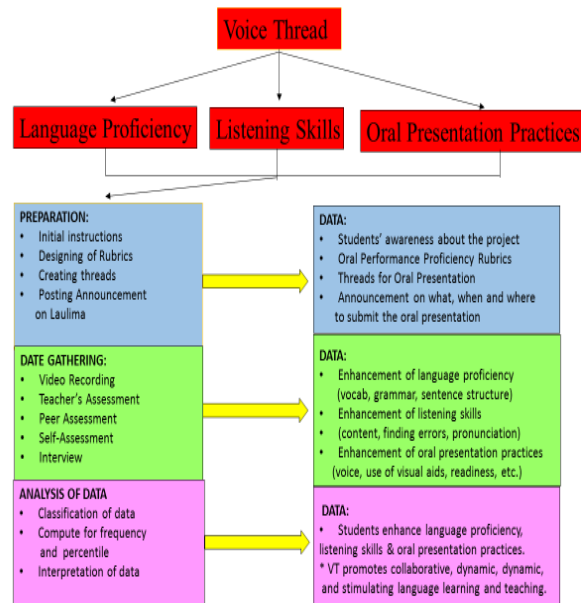 Voice Thread
Language Proficiency
Listening Skills
Oral Presentation Practices
PREPARATION:
• Initial instructions
• Designing of Rubrics
• Creating threads
• Posting Announcement
on Laulima
DATA:
• Students' awareness about the project
• Oral Performance Proficiency Rubrics
• Threads for Oral Presentation
• Announcement on what, when and where
to submit the oral presentation
DATE GATHERING:
• Video Recording
• Teacher's Assessment
• Peer Assessment
• Self-Assessment
• Interview
DATA:
• Enhancement of language proficiency
(vocab, grammar, sentence structure)
• Enhancement of listening skills
(content, finding errors, pronunciation)
• Enhancement of oral presentation practices
(voice, use of visual aids, readiness, etc.)
ANALYSIS OF DATA
• Classification of data
• Compute for frequency
and percentile
• Interpretation of data
DATA:
• Students enhance language proficiency,
listening skills & oral presentation practices.
* VT promotes collaborative, dynamic, dynamic,
and stimulating language learning and teaching.